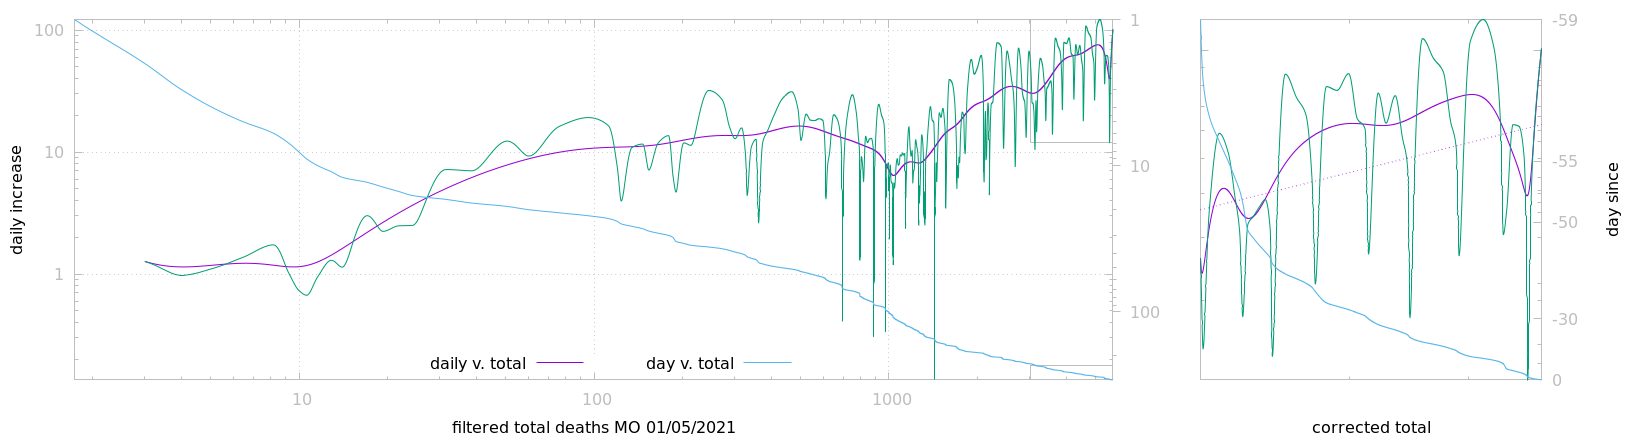 100
10
1
daily increase
daily v. total
day v. total
10
100
1000
filtered total deaths MO 01/05/2021
1
10
100
-59
-55
-50
-30
0
day since
corrected total